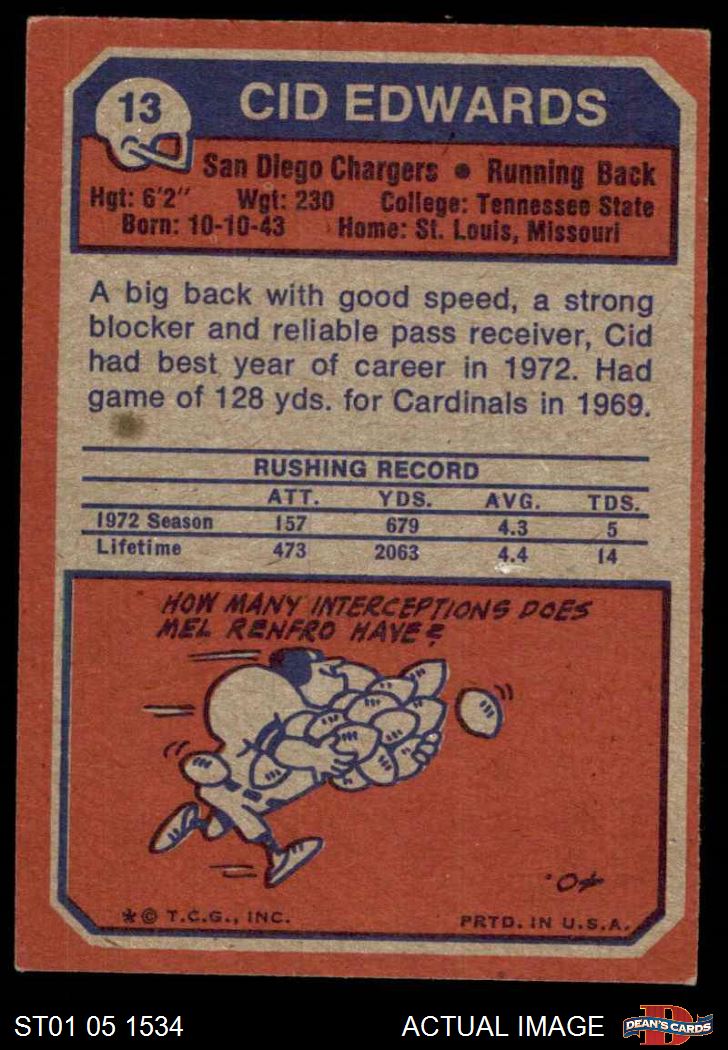 13
CID EDWARDS
San Diego Chargers • Running Back
Hgt: 6'2" Wgt: 230 College: Tennessee State
Born: 10-10-43 Home: St. Louis, Missouri
A big back with good speed, a strong
blocker and reliable pass receiver, Cid
had best year of career in 1972. Had
game of 128 yds. for Cardinals in 1969.
RUSHING RECORD
ATT. YDS. AVG. TDS.
1972 Season 157 679 4.3 5
Lifetime 473 2063 4.4 14
HOW MANY INTERCEPTIONS DOES
MEL RENFRO HAVE?
*© T.C.G., INC. PRTD. IN U.S.A.
ST01 05 1534 ACTUAL IMAGE D DEAN'S CARDS